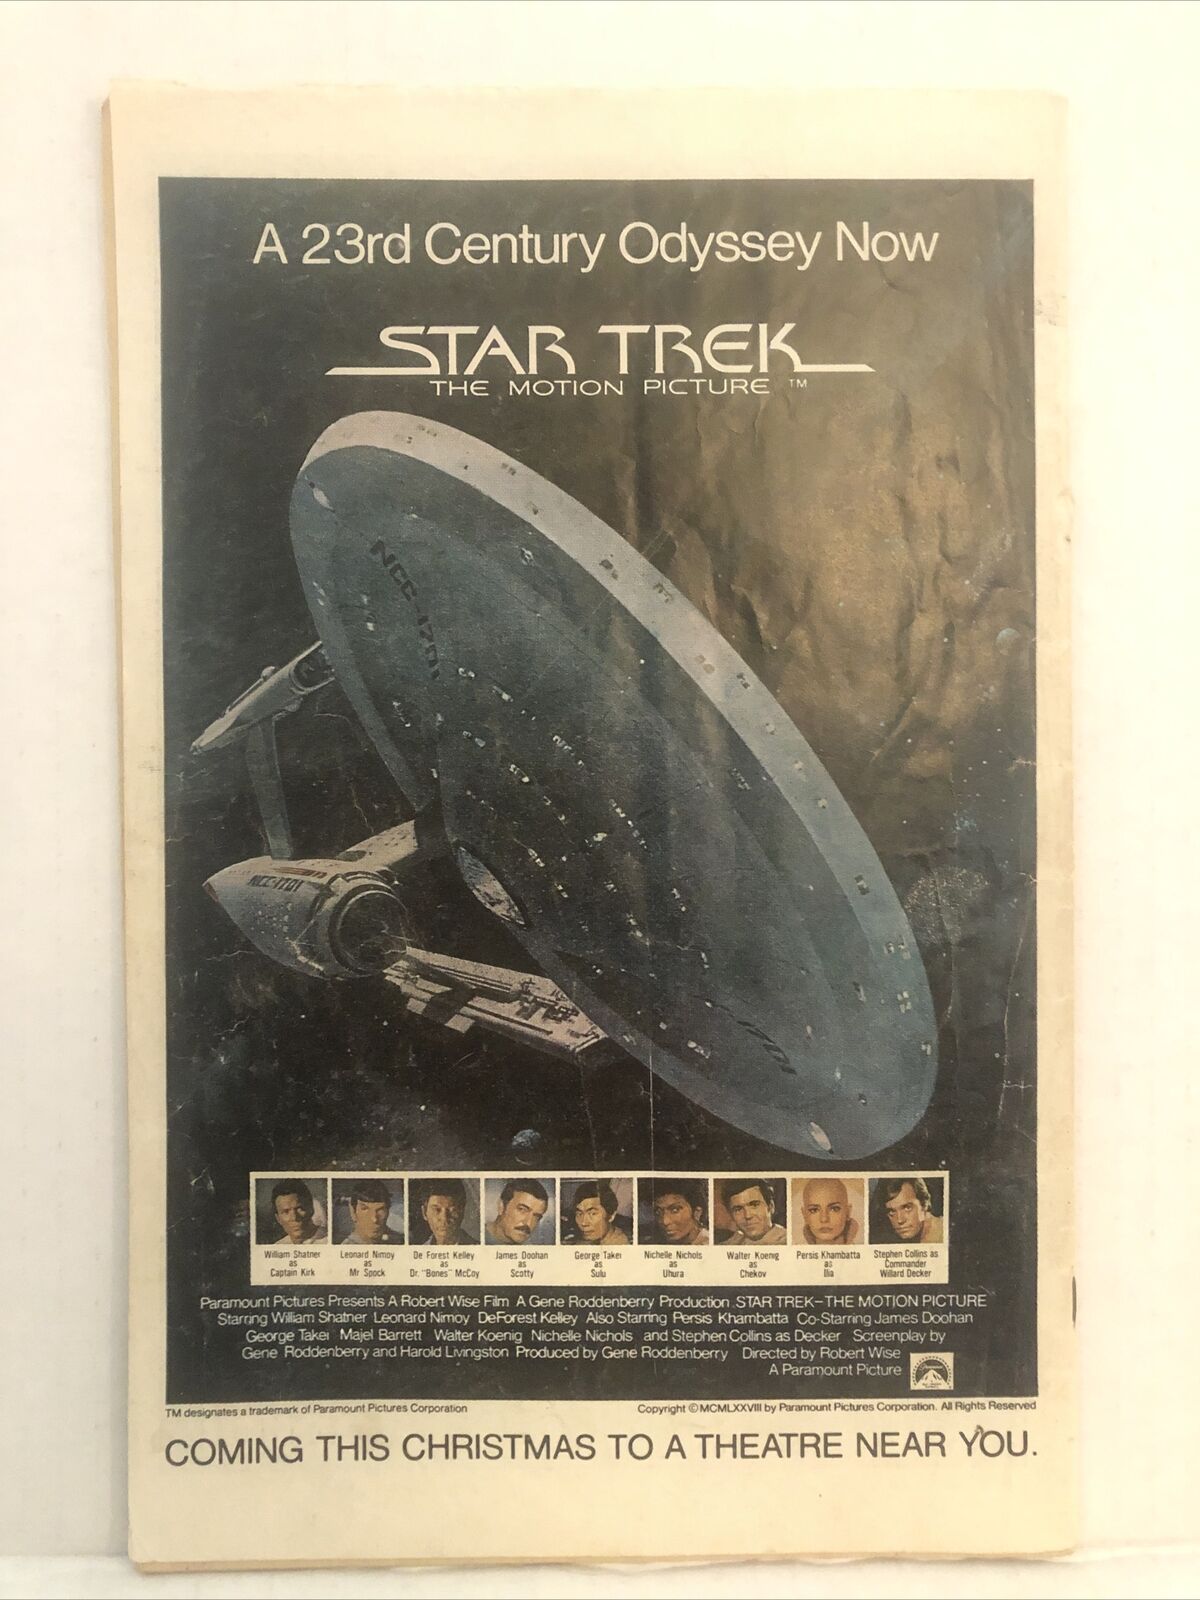 A 23rd Century Odyssey Now
STAR TREK
THE MOTION PICTURE ™
NCC-1701
NCC-1701
1701
William Shatner
as
Captain Kirk
Leonard Nimoy
as
Mr Spock
De Forest Kelley
as
Dr. "Bones" McCoy
James Doohan
as
Scotty
George Takei
as
Sulu
Nichelle Nichols
as
Uhura
Walter Koenig
as
Chekov
Persis Khambatta
as
Ilia
Stephen Collins as
Commander
Willard Decker
Paramount Pictures Presents A Robert Wise Film A Gene Roddenberry Production STAR TREK–THE MOTION PICTURE
Starring William Shatner Leonard Nimoy DeForest Kelley Also Starring Persis Khambatta Co-Starring James Doohan
George Takei Majel Barrett Walter Koenig Nichelle Nichols and Stephen Collins as Decker Screenplay by
Gene Roddenberry and Harold Livingston Produced by Gene Roddenberry Directed by Robert Wise
A Paramount Picture
Paramount
TM designates a trademark of Paramount Pictures Corporation
Copyright © MCMLXXVIII by Paramount Pictures Corporation. All Rights Reserved
COMING THIS CHRISTMAS TO A THEATRE NEAR YOU.